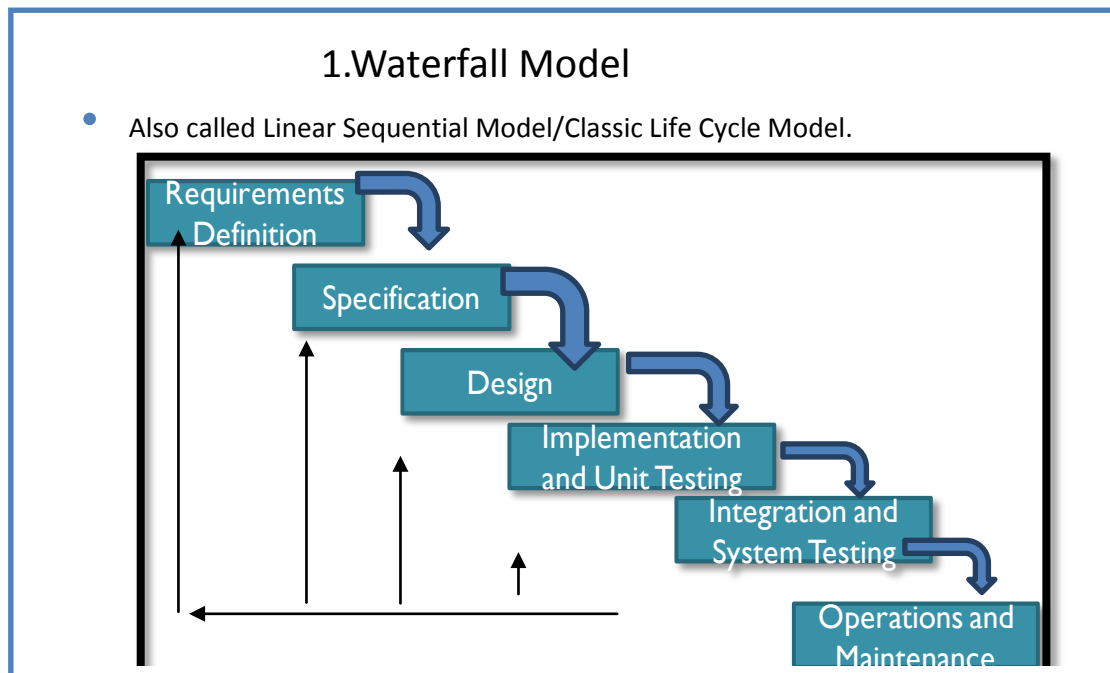 1.Waterfall Model
• Also called Linear Sequential Model/Classic Life Cycle Model.
Requirements
Definition
Specification
Design
Implementation
and Unit Testing
Integration and
System Testing
Operations and
Maintenance